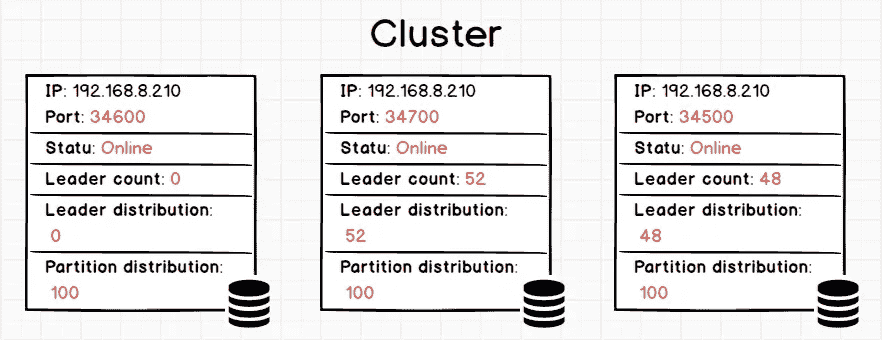 Cluster
IP: 192.168.8.210
Port: 34600
Statu: Online
Leader count: 0
Leader distribution:
0
Partition distribution:
100
IP: 192.168.8.210
Port: 34700
Statu: Online
Leader count: 52
Leader distribution:
52
Partition distribution:
100
IP: 192.168.8.210
Port: 34500
Statu: Online
Leader count: 48
Leader distribution:
48
Partition distribution:
100